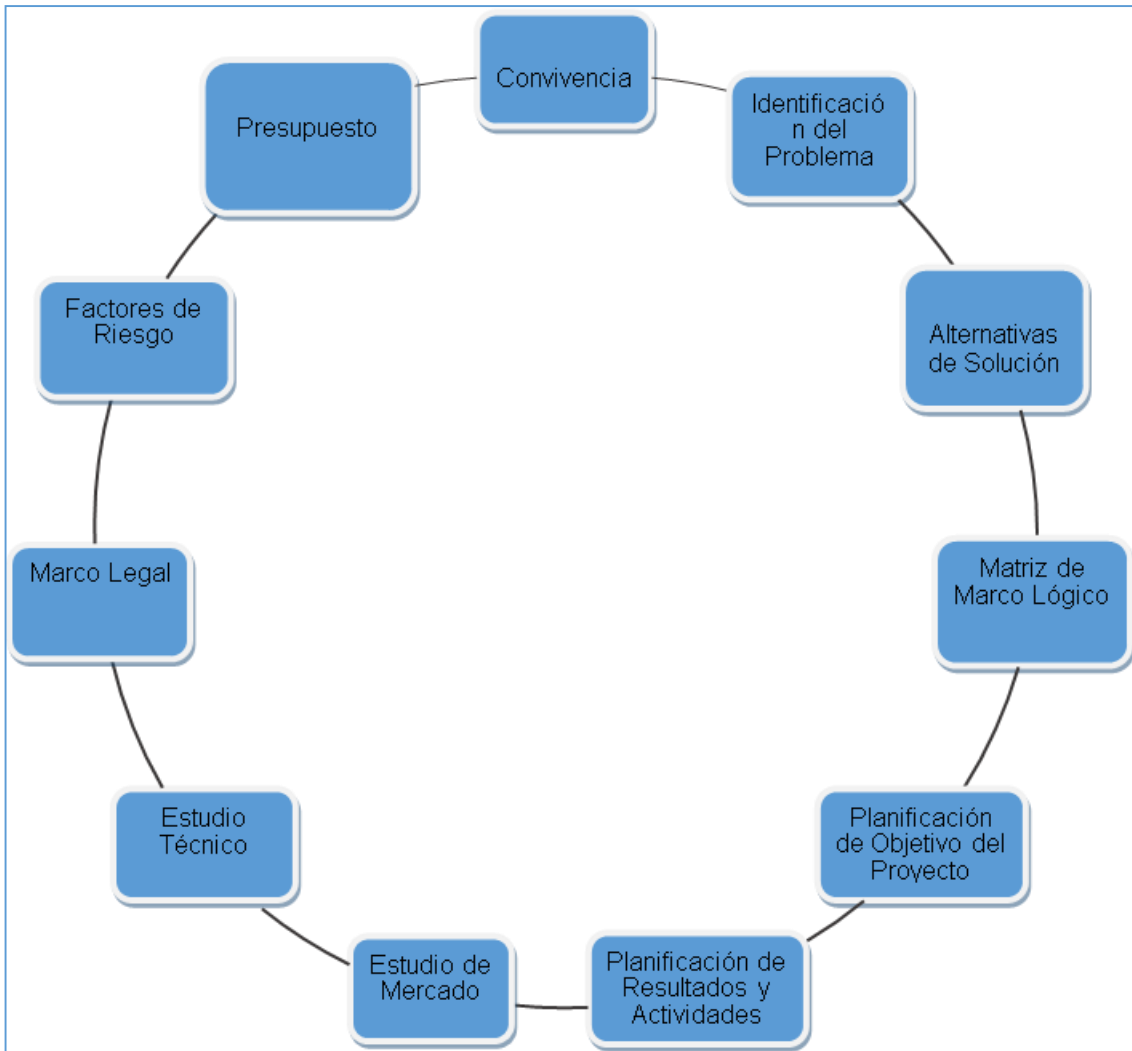 Convivencia
Identificació
n del
Problema
Alternativas
de Solución
Matriz de
Marco Lógico
Planificación
de Objetivo del
Proyecto
Planificación de
Resultados y
Actividades
Estudio de
Mercado
Estudio
Técnico
Marco Legal
Factores de
Riesgo
Presupuesto